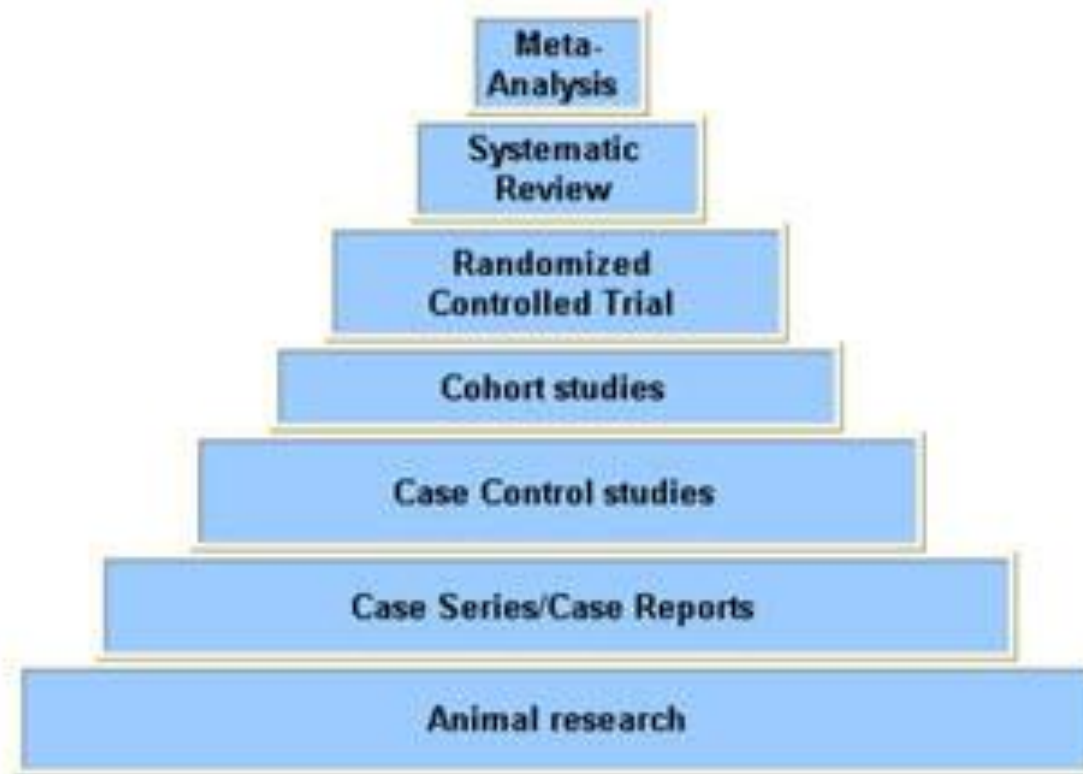 Meta-
Analysis
Systematic
Review
Randomized
Controlled Trial
Cohort studies
Case Control studies
Case Series/Case Reports
Animal research